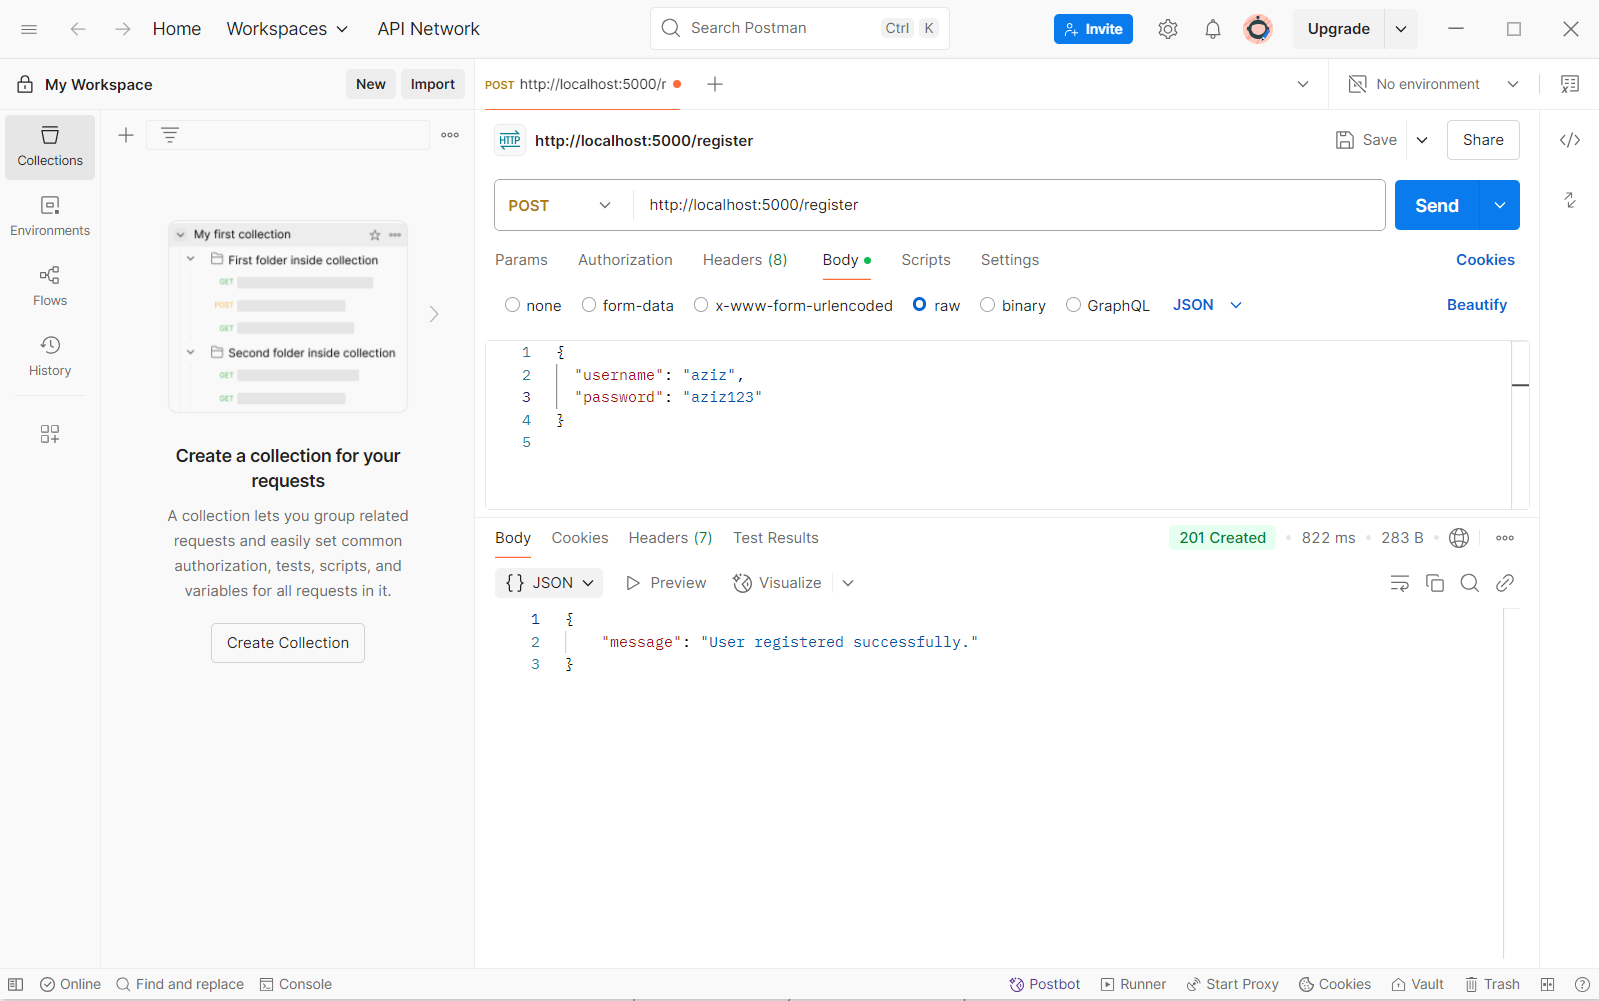 Home Workspaces API Network Search Postman Ctrl K Invite Upgrade
My Workspace New Import POST http://localhost:5000/r No environment
Collections
Environments
Flows
History
My first collection
First folder inside collection
GET
POST
GET
Second folder inside collection
GET
GET
Create a collection for your
requests
A collection lets you group related
requests and easily set common
authorization, tests, scripts, and
variables for all requests in it.
Create Collection
HTTP http://localhost:5000/register Save Share
POST http://localhost:5000/register Send
Params Authorization Headers (8) Body Scripts Settings Cookies
none form-data x-www-form-urlencoded raw binary GraphQL JSON Beautify
1 {
2 "username": "aziz",
3 "password": "aziz123"
4 }
5
Body Cookies Headers (7) Test Results 201 Created 822 ms 283 B
{} JSON Preview Visualize
1 {
2 "message": "User registered successfully."
3 }
Online Find and replace Console Postbot Runner Start Proxy Cookies Vault Trash